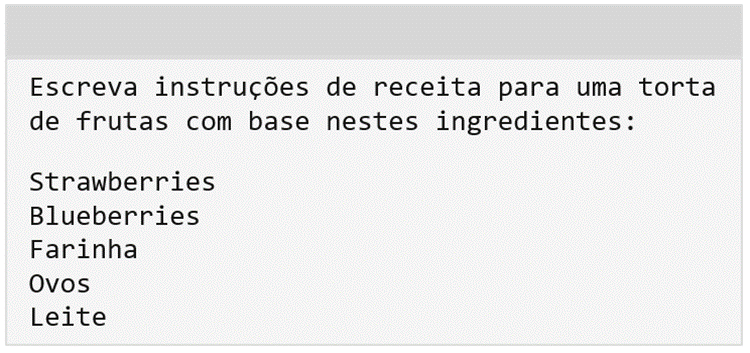 Escreva instruções de receita para uma torta
de frutas com base nestes ingredientes:
Strawberries
Blueberries
Farinha
Ovos
Leite